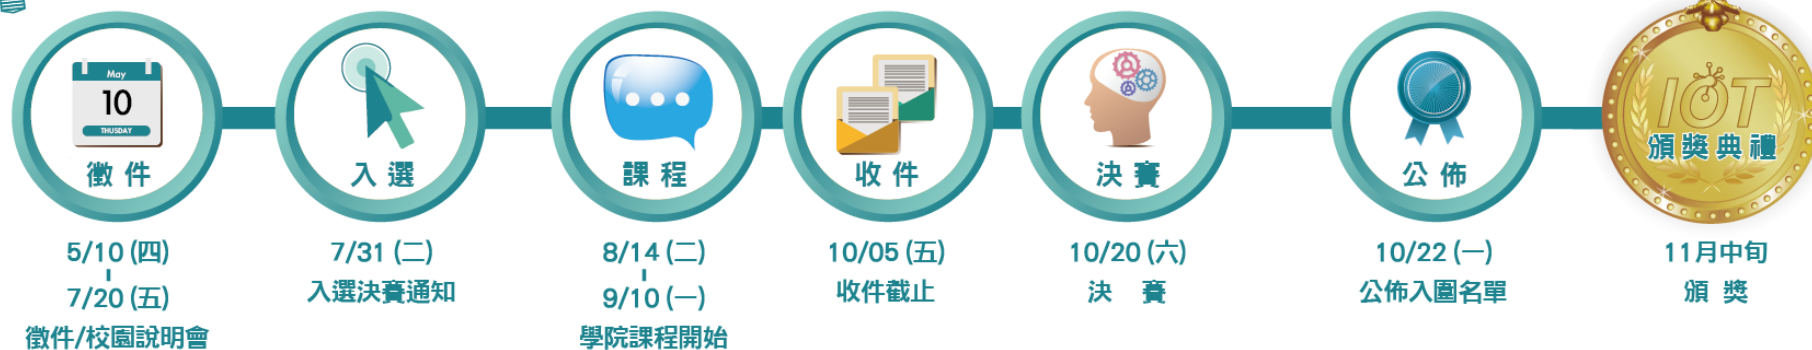 May
10
THUSDAY
徵件
5/10 (四)
7/20 (五)
徵件/校園說明會
入選
7/31 (二)
入選決賽通知
課程
8/14 (二)
9/10 (一)
學院課程開始
收件
10/05 (五)
收件截止
決賽
10/20 (六)
決 賽
公佈
10/22 (一)
公佈入圍名單
IOT
頒獎典禮
11月中旬
頒 獎